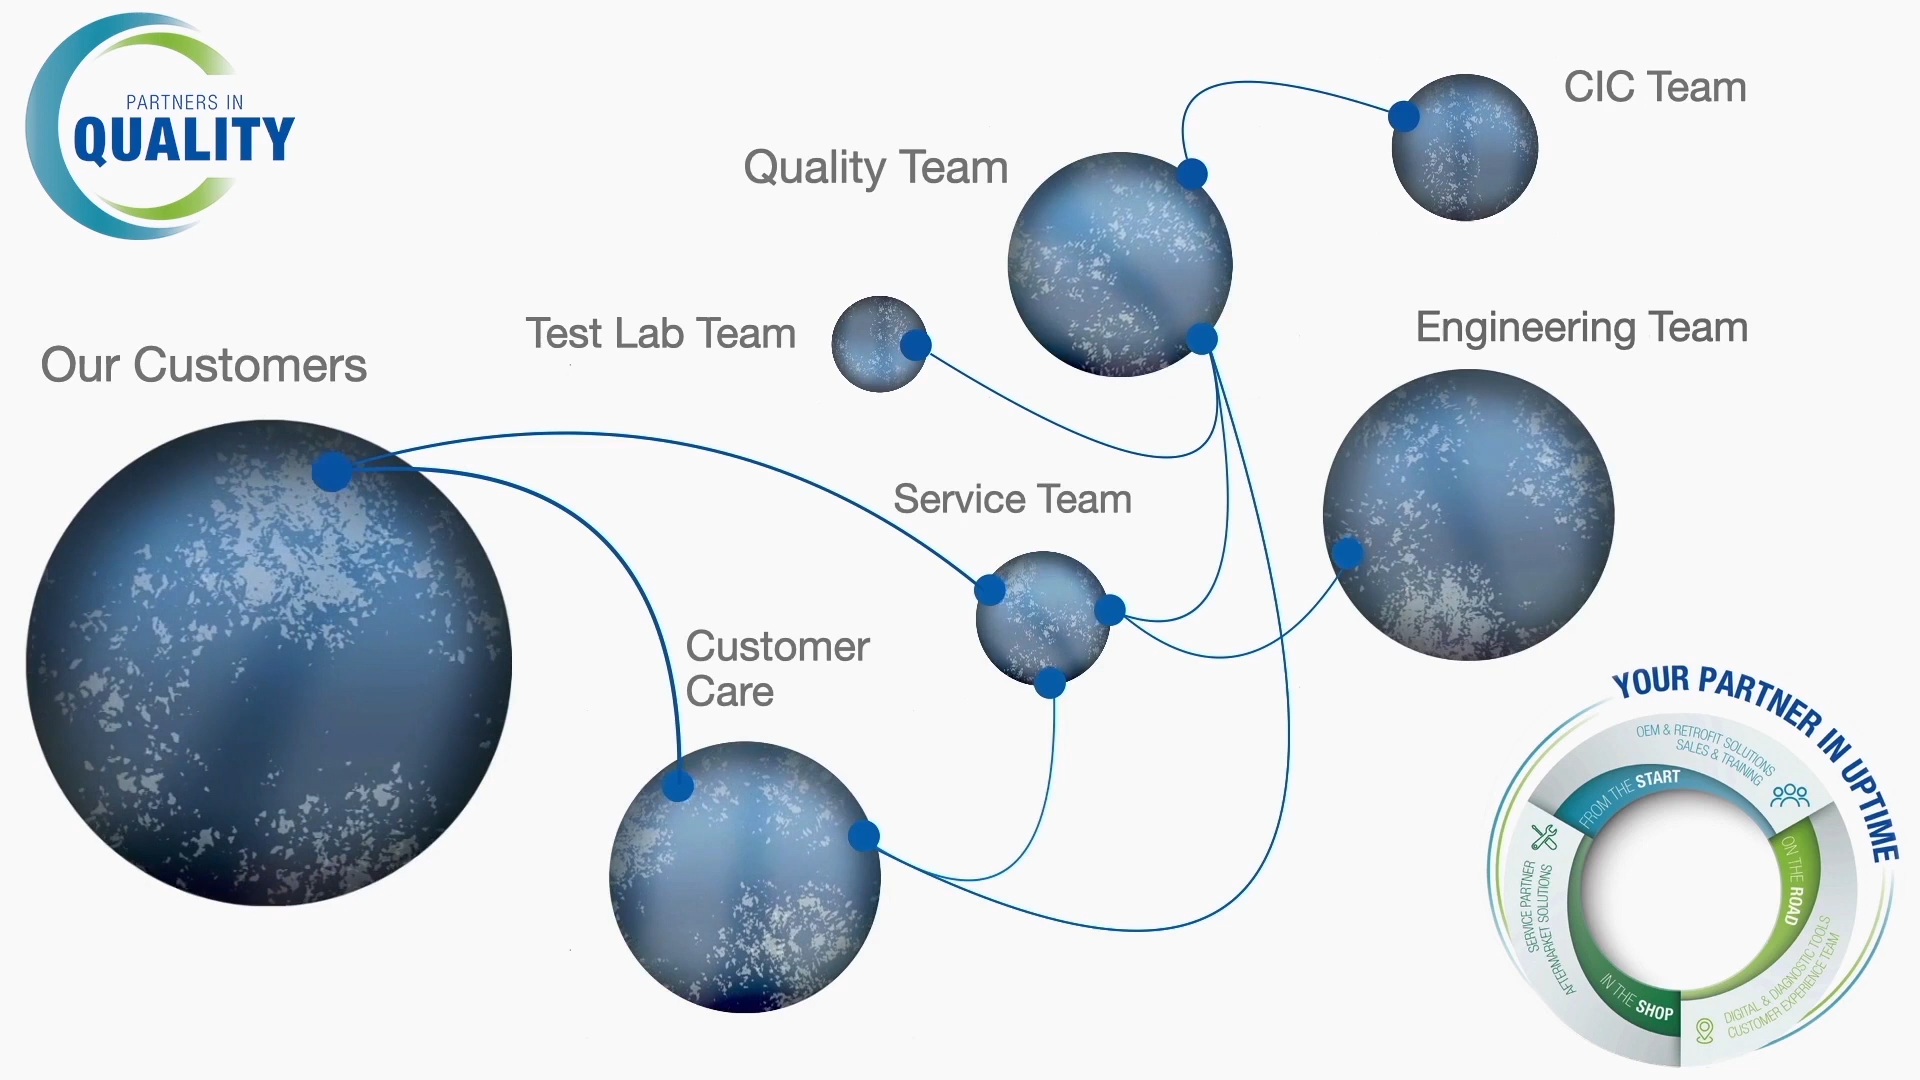 PARTNERS IN
QUALITY
CIC Team
Quality Team
Test Lab Team
Engineering Team
Our Customers
Service Team
Customer
Care
YOUR PARTNER IN UPTIME
OEM & RETROFIT SOLUTIONS
SALES & TRAINING
FROM THE START
ON THE ROAD
DIGITAL & DIAGNOSTIC TOOLS
CUSTOMER EXPERIENCE TEAM
IN THE SHOP
SERVICE PARTNER
AFTERMARKET SOLUTIONS